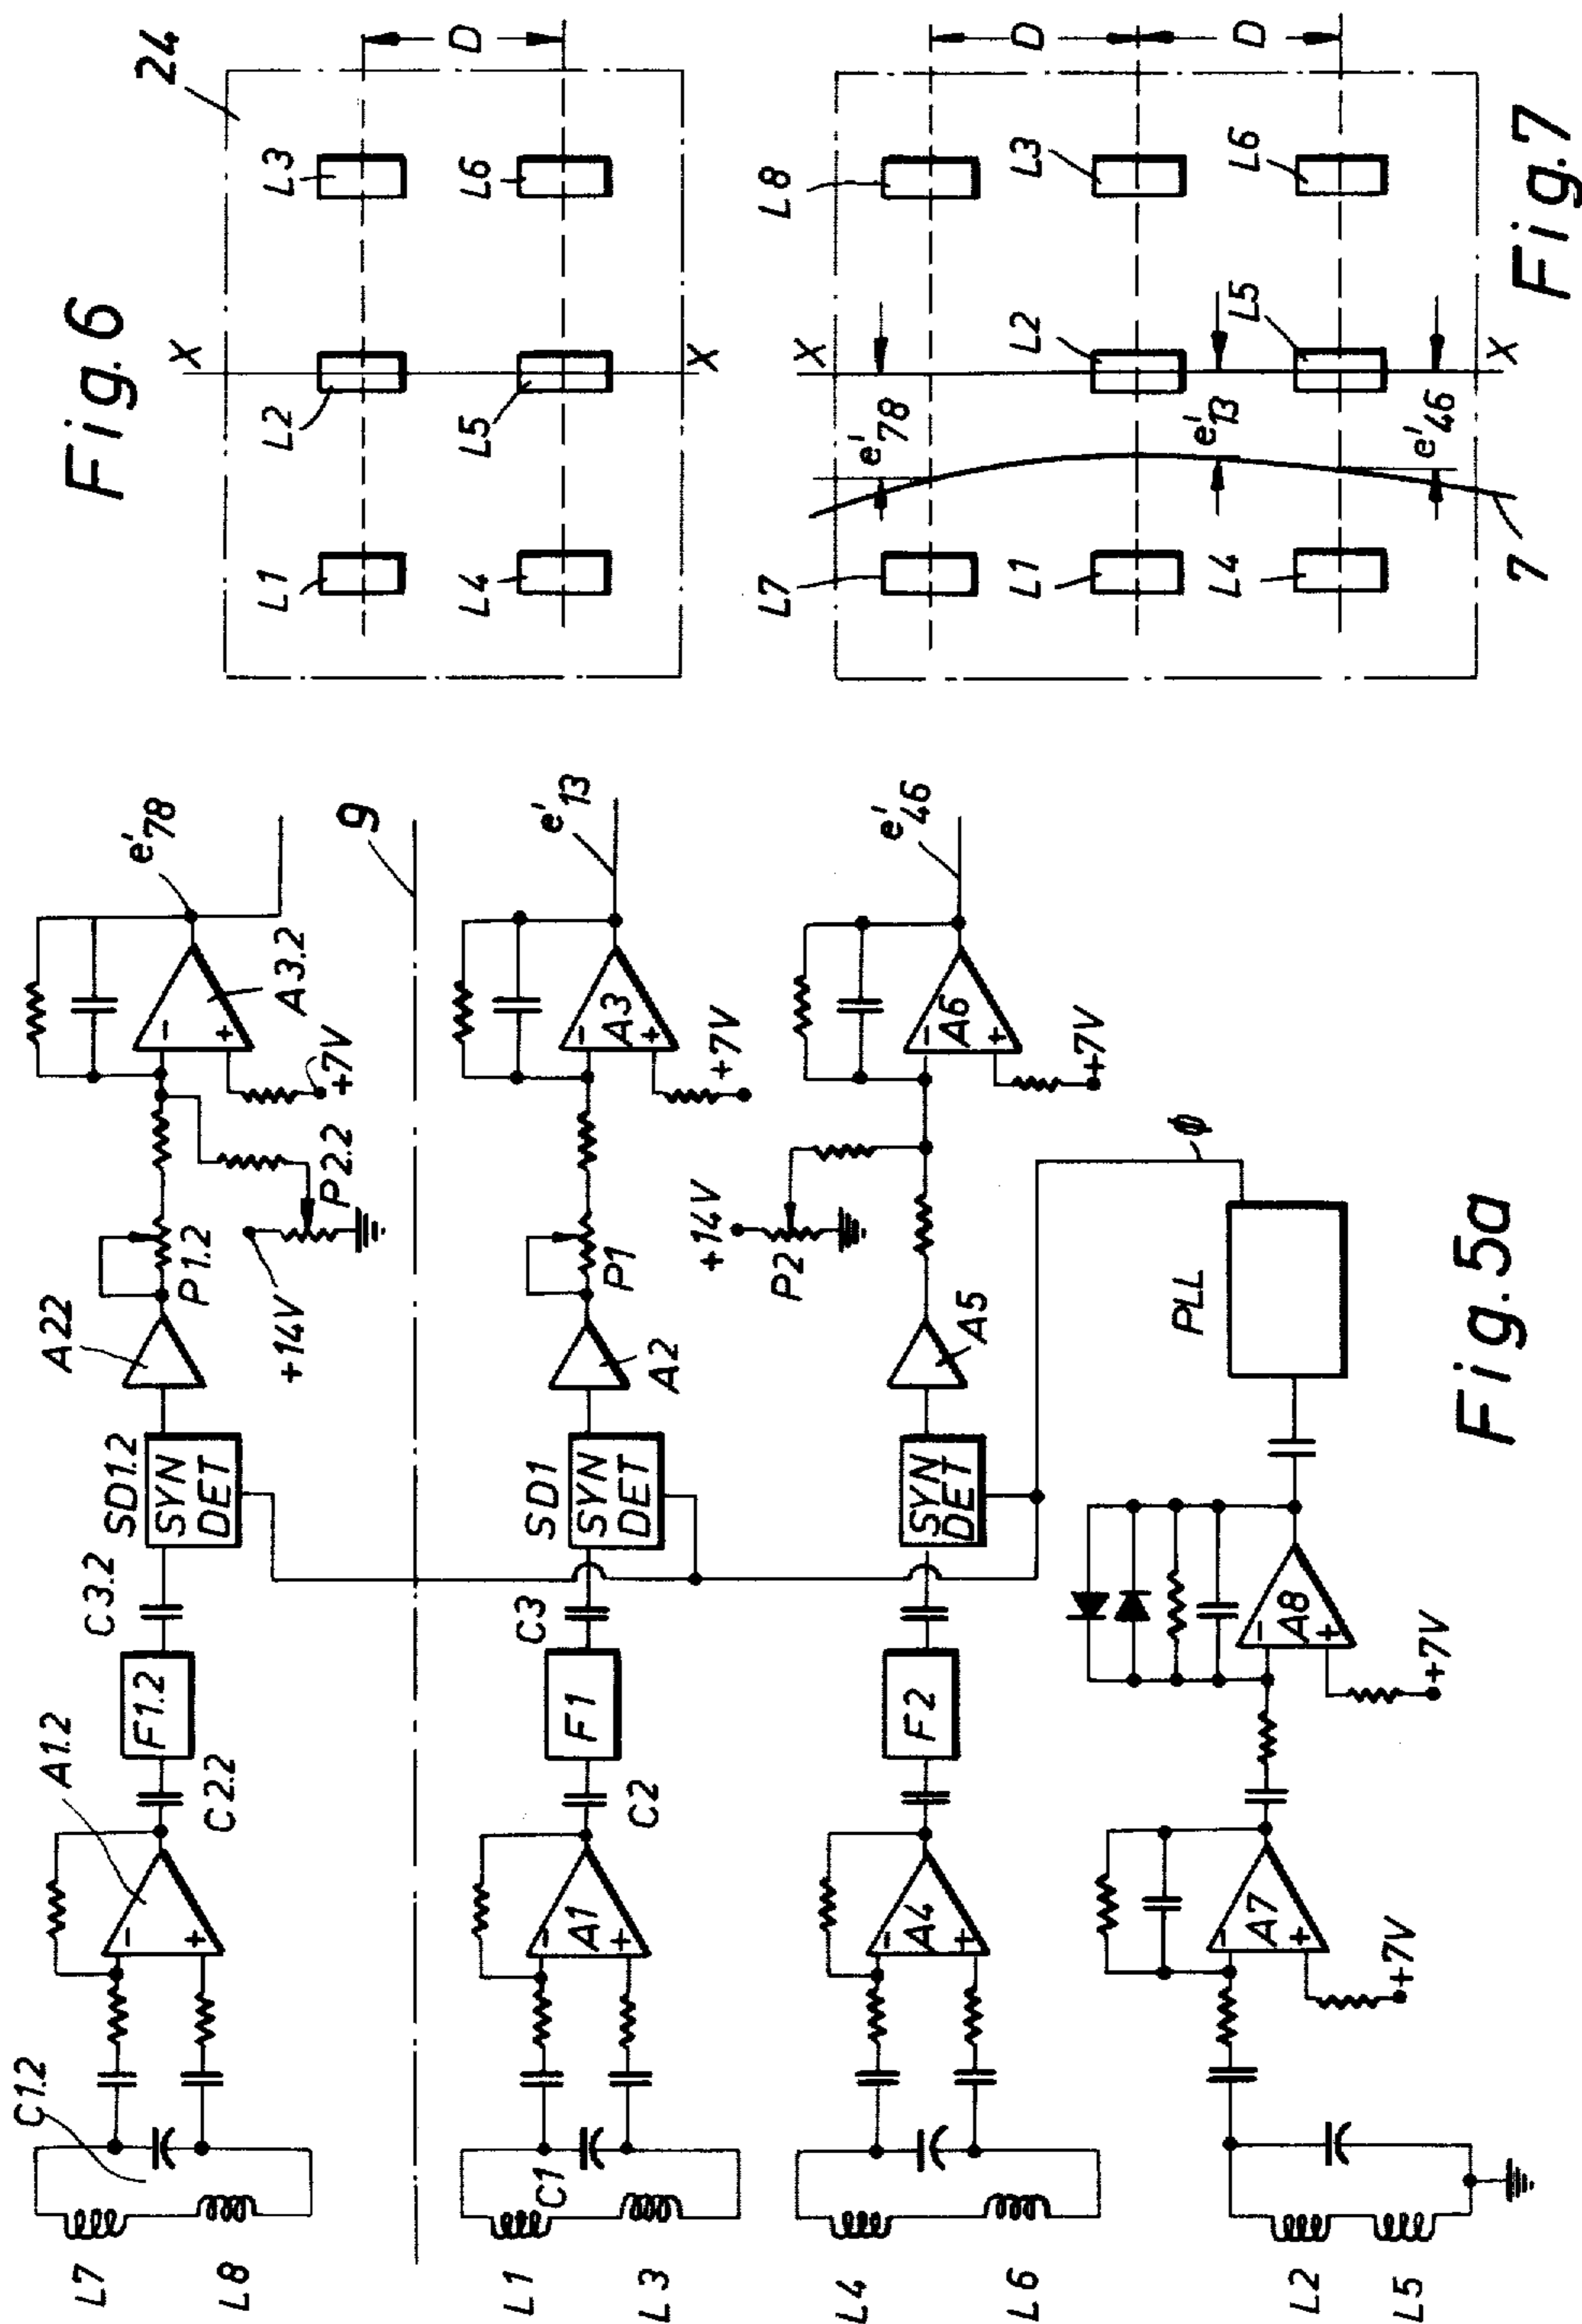 Fig. 6
24
X
L1
L2
L3
L4
L5
L6
D
X
Fig. 7
X
L7
L8
e'78
L2
L1
L3
D
e'13
L5
L4
L6
D
e'46
7
X
Fig. 5a
L7
L8
C1.2
-
+
A1.2
C2.2
F1.2
C3.2
SD1.2
SYN
DET
A22
P1.2
+14V
P2.2
-
+
+7V
A3.2
e'78
9
L1
L3
C1
-
+
A1
C2
F1
C3
SD1
SYN
DET
A2
P1
-
+
A3
+7V
e'13
L4
L6
-
+
A4
F2
SYN
DET
A5
+14V
P2
-
+
A6
+7V
e'46
L2
L5
-
+
A7
+7V
-
+
A8
+7V
PLL
Φ